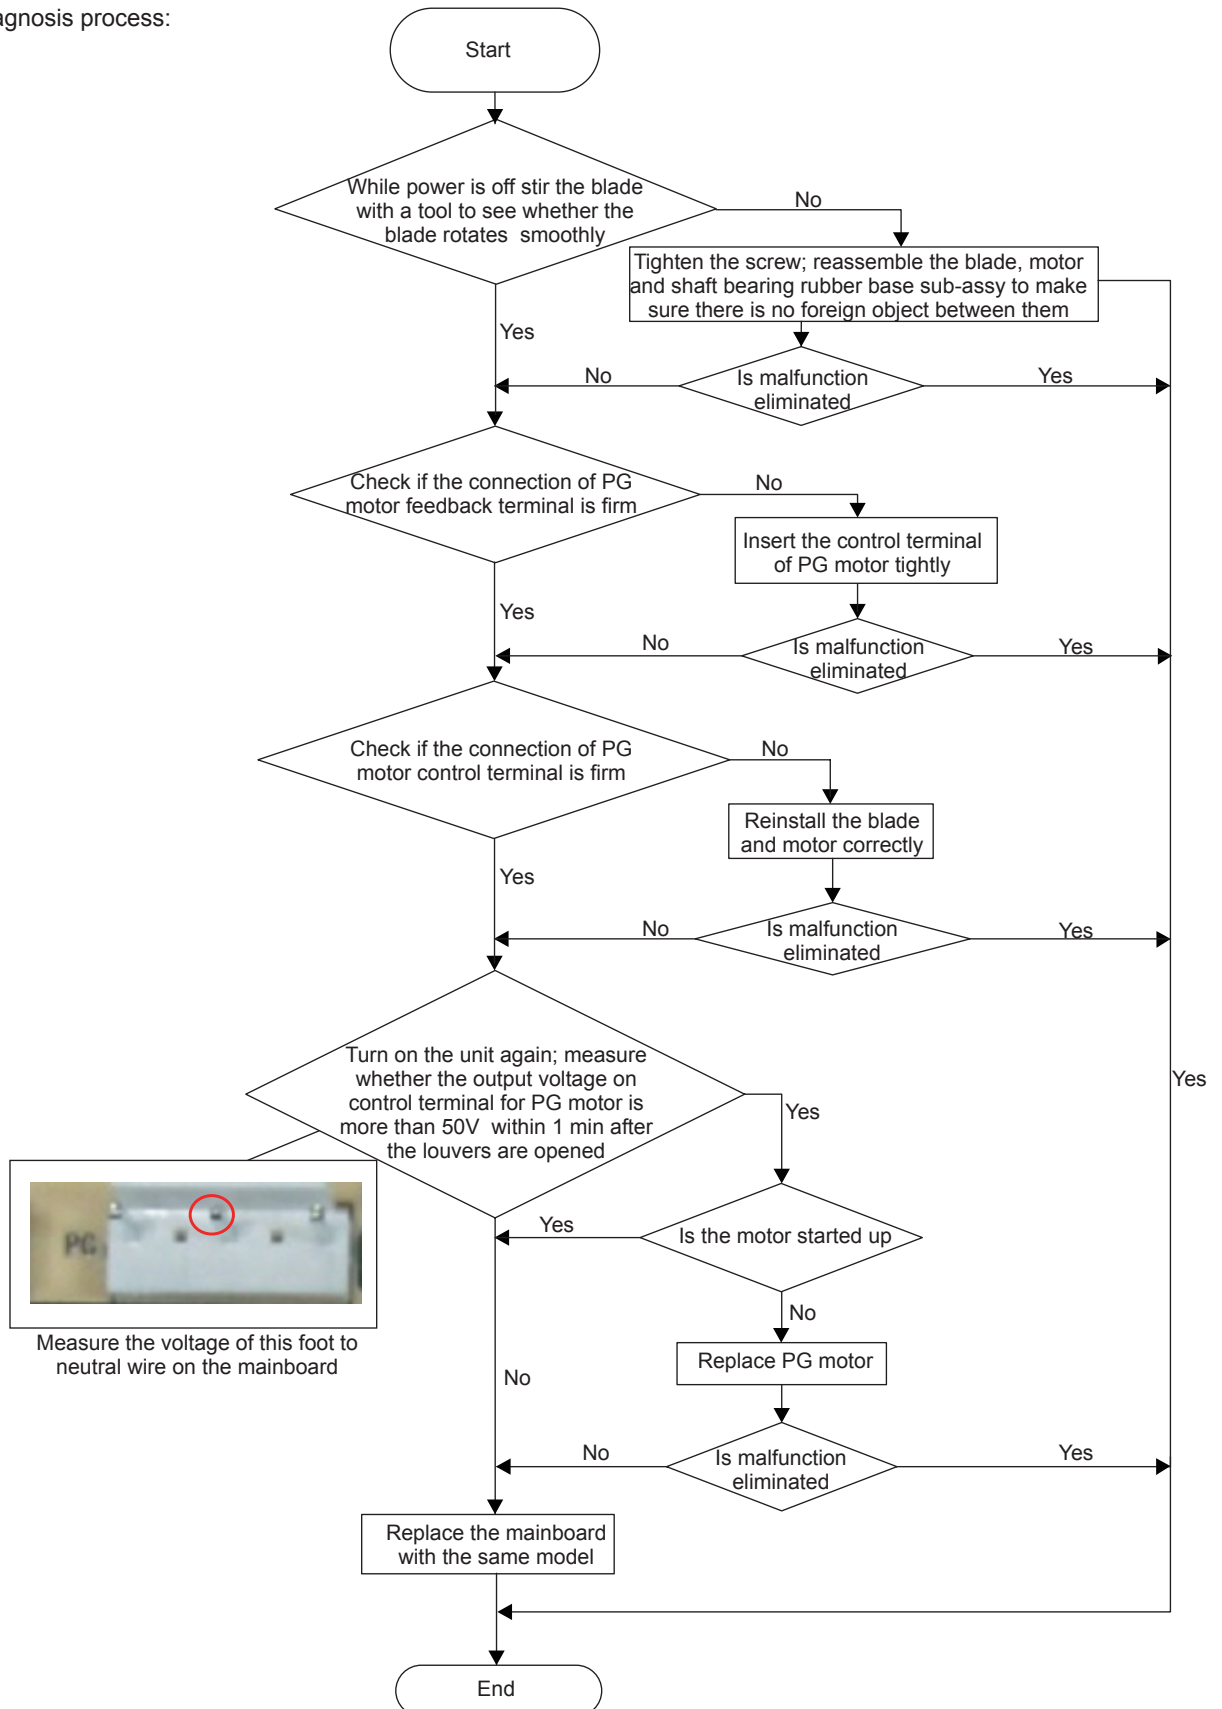 agnosis process:
Start
While power is off stir the blade
with a tool to see whether the
blade rotates smoothly
No
Tighten the screw; reassemble the blade, motor
and shaft bearing rubber base sub-assy to make
sure there is no foreign object between them
Yes
No
Is malfunction
eliminated
Yes
Check if the connection of PG
motor feedback terminal is firm
No
Insert the control terminal
of PG motor tightly
Yes
No
Is malfunction
eliminated
Yes
Check if the connection of PG
motor control terminal is firm
No
Reinstall the blade
and motor correctly
Yes
No
Is malfunction
eliminated
Yes
Turn on the unit again; measure
whether the output voltage on
control terminal for PG motor is
more than 50V within 1 min after
the louvers are opened
Yes
Yes
PG
Measure the voltage of this foot to
neutral wire on the mainboard
Yes
Is the motor started up
No
Replace PG motor
No
No
Is malfunction
eliminated
Yes
Replace the mainboard
with the same model
End